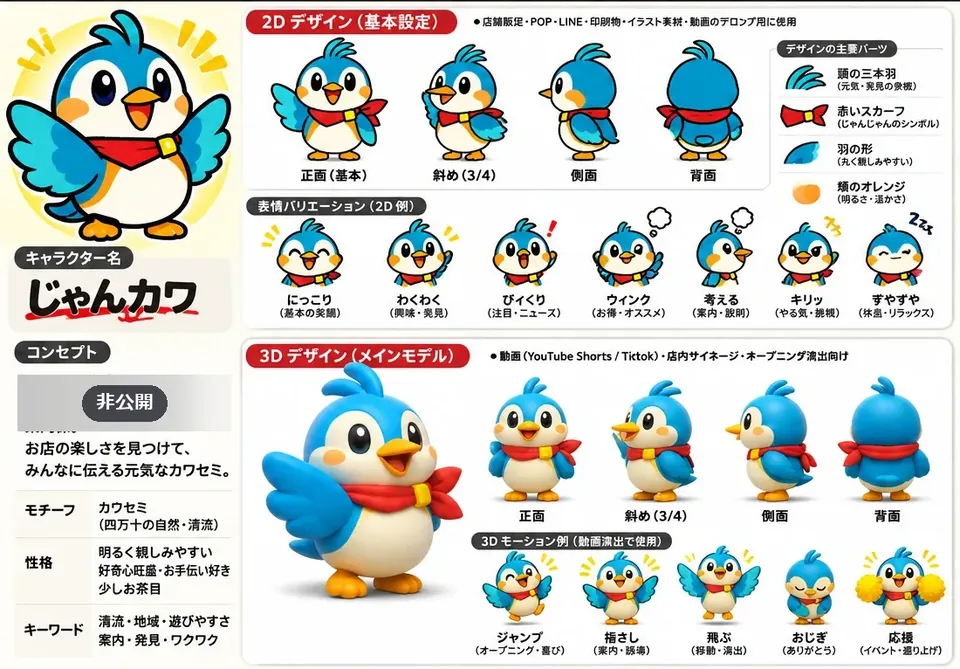 2D デザイン（基本設定）
●店舗販足・POP・LINE・印刷物・イラスト素材・動画のデロンプ用に使用
デザインの主要パーツ
頭の三本羽
（元気・発見の象徴）
赤いスカーフ
（じゃんじゃんのシンボル）
羽の形
（丸く親しみやすい）
頬のオレンジ
（明るさ・温かさ）
正面（基本）
斜め（3/4）
側面
背面
表情バリエーション（2D 例）
にっこり
（基本の笑顔）
わくわく
（興味・発見）
びィくり
（注目・ニュース）
ウィンク
（お得・オススメ）
考える
（案内・説明）
キリッ
（やる気・挑戦）
すやすや
（休息・リラックス）
キャラクター名
じゃんカワ
コンセプト
非公開
お店の楽しさを見つけて、
みんなに伝える元気なカワセミ。
モチーフ
カウセミ
（四万十の自然・清流）
性格
明るく親しみやすい
好奇心旺盛・お手伝い好き
少しお茶目
キーワード
清流・地域・遊びやすさ
案内・発見・ワクワク
3D デザイン（メインモデル）
●動画（YouTube Shorts / Tictok）・店内サイネージ・オープニング演出向け
正面
斜め（3/4）
側面
背面
3D モーション例（動画演出で使用）
ジャンプ
（オープニング・喜び）
指さし
（案内・誘導）
飛ぶ
（移動・演出）
おじぎ
（ありがとう）
応援
（イベント・盛り上げ）